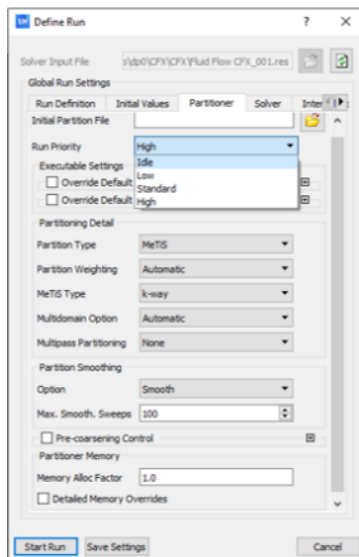 Define Run
Solver Input File s\dp0\CFX\CFX\Fluid Flow CFX_001.res
Global Run Settings
Run Definition Initial Values Partitioner Solver Inter
Initial Partition File
Run Priority High
Idle
Low
Standard
High
Executable Settings
Override Default
Override Default
Partitioning Detail
Partition Type MeTiS
Partition Weighting Automatic
MeTiS Type k-way
Multidomain Option Automatic
Multipass Partitioning None
Partition Smoothing
Option Smooth
Max. Smooth. Sweeps 100
Pre-coarsening Control
Partitioner Memory
Memory Alloc Factor 1.0
Detailed Memory Overrides
Start Run Save Settings Cancel